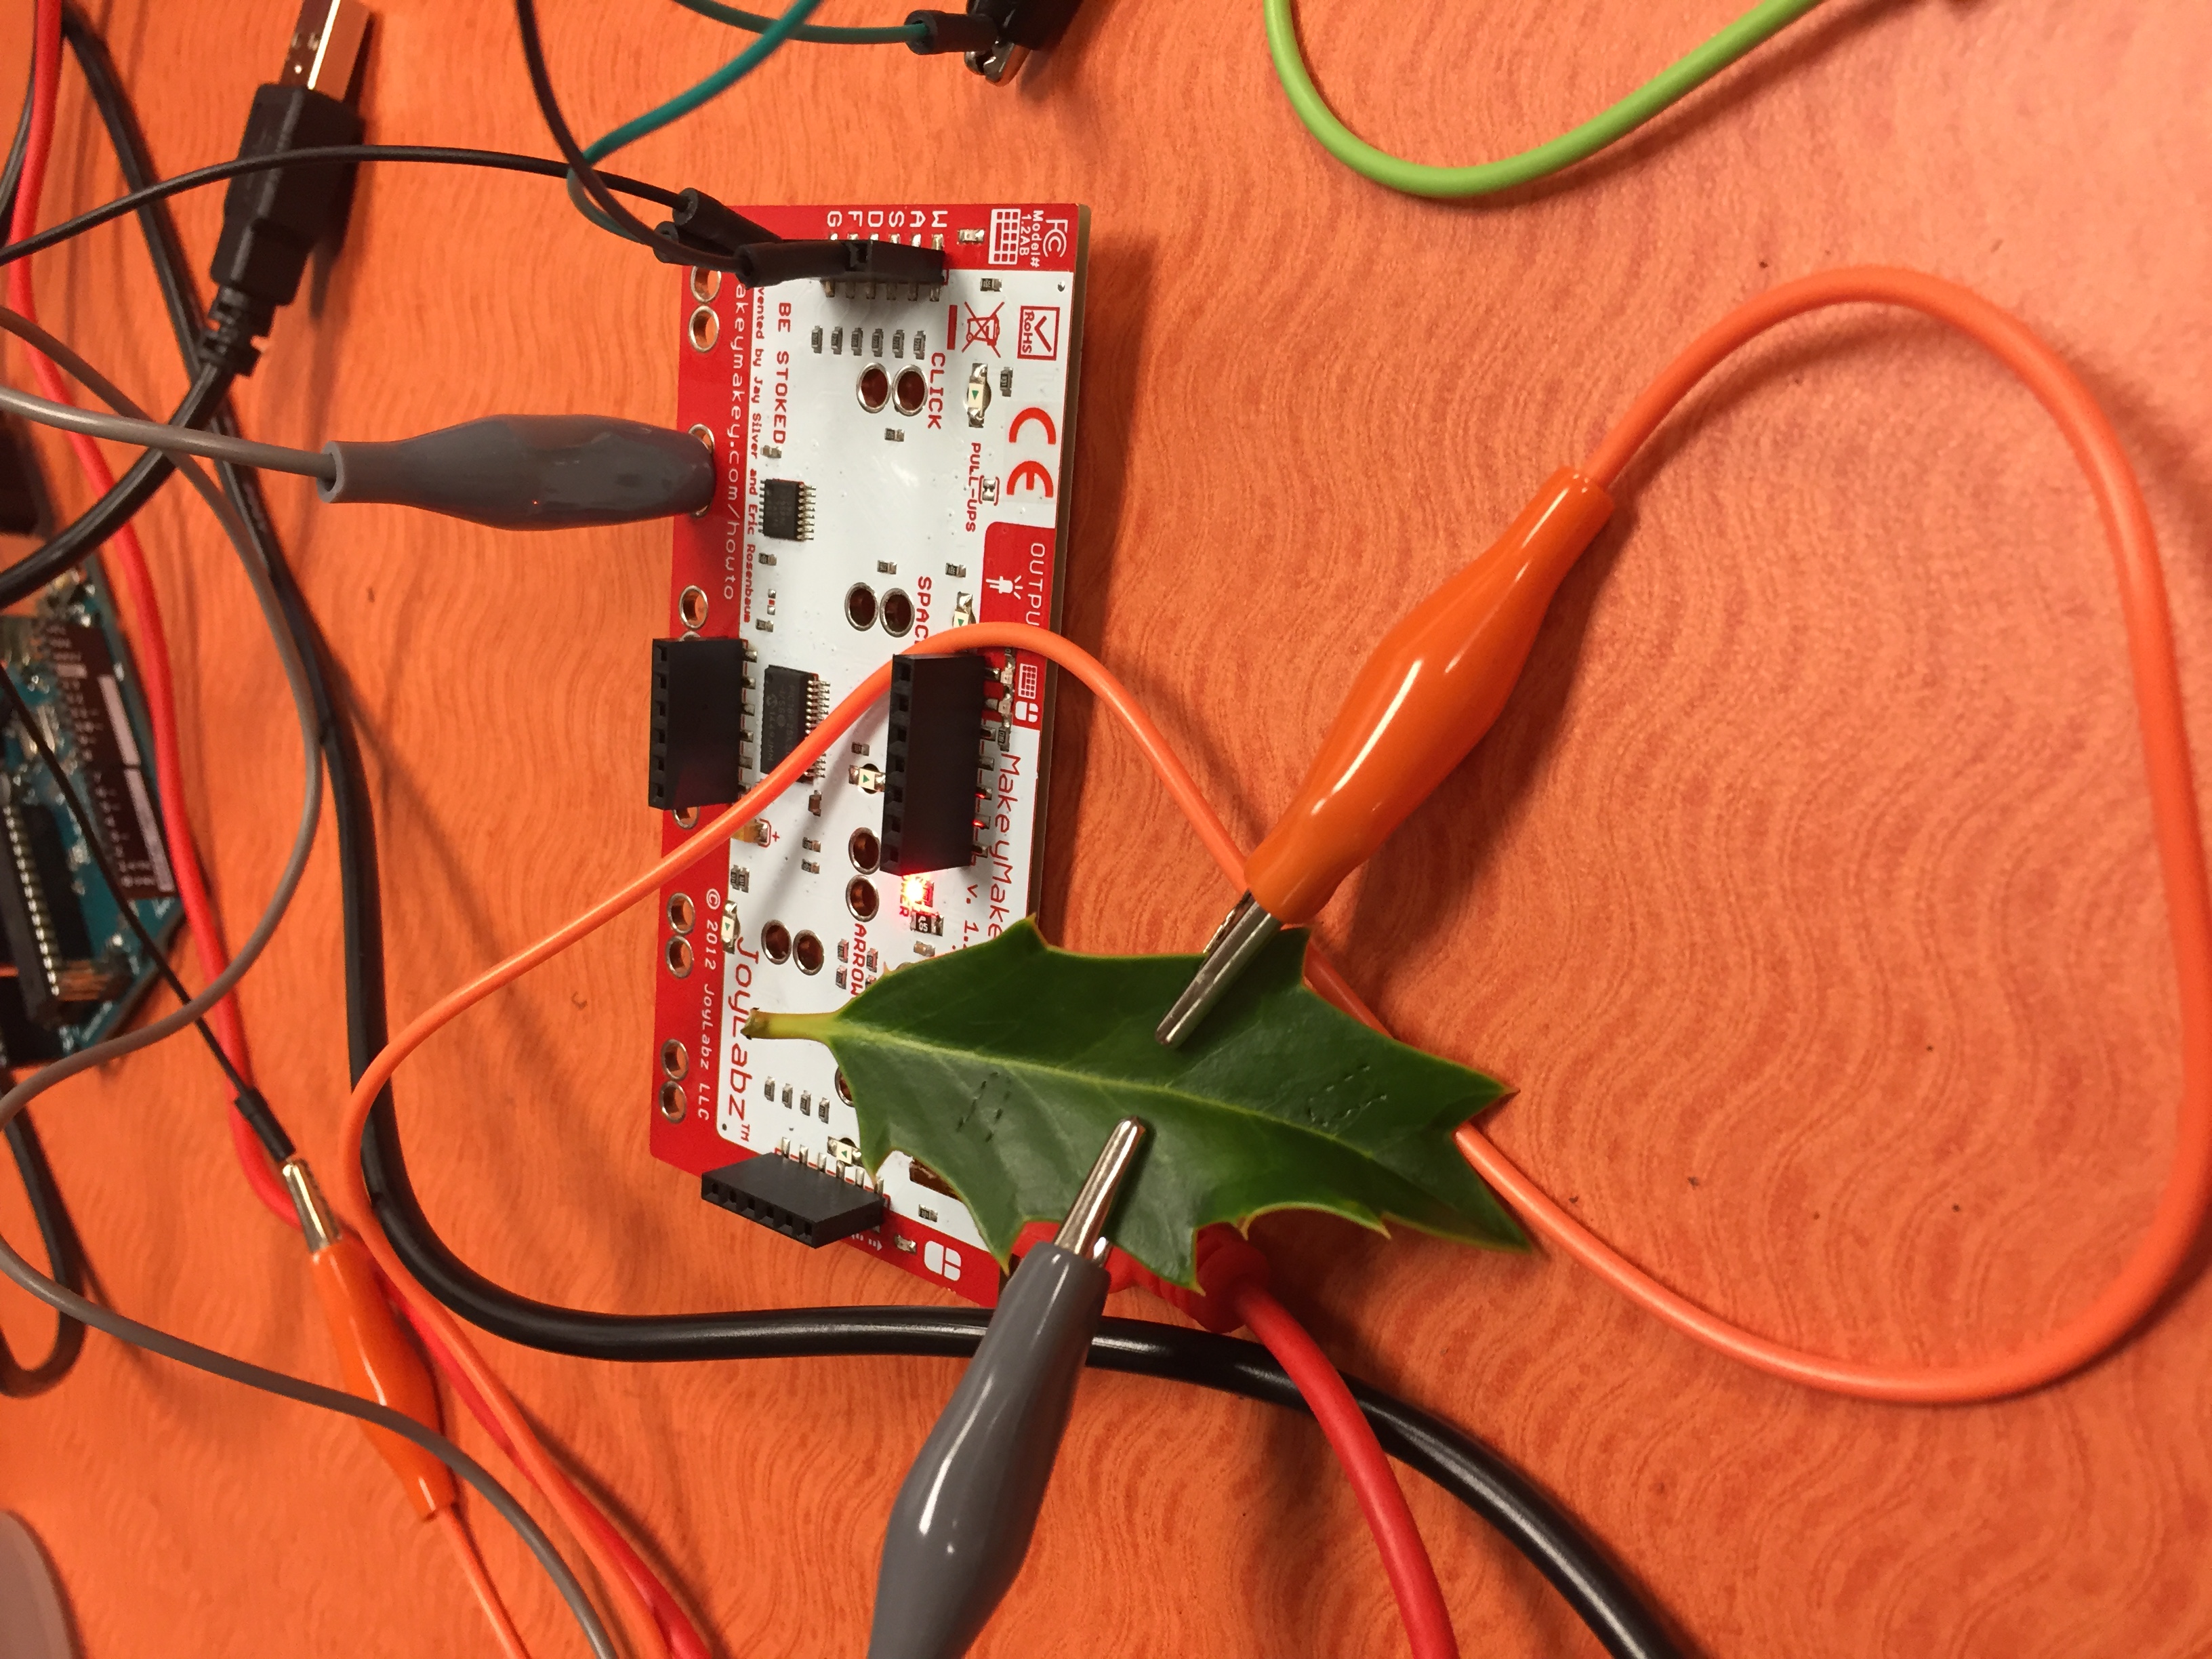 © 2012 JoyLabz LLC
JoyLabz™
akeymakey.com/howto
vented by Jay Silver and Eric Rosenbaum
BE STOKED
ARROW
SPAC
CLICK
W A S D F G
PULL-UPS
MakeyMake
v. 1.
OUTPU
CE
RoHS
FC
Model#
1.2AB